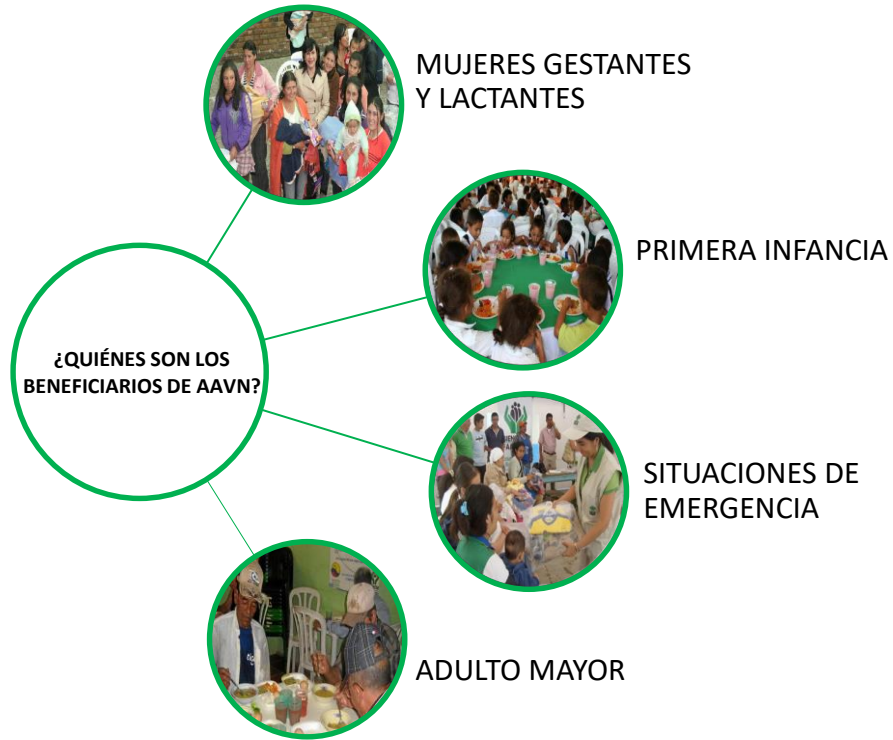 MUJERES GESTANTES
Y LACTANTES
PRIMERA INFANCIA
¿QUIÉNES SON LOS
BENEFICIARIOS DE AAVN?
SITUACIONES DE
EMERGENCIA
ADULTO MAYOR